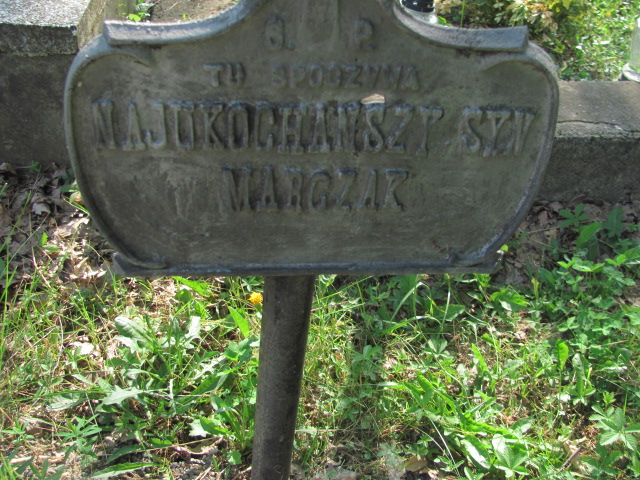 Ś. P.
TU SPOCZYWA
NAJUKOCHAŃSZY SYN
MARCZAK